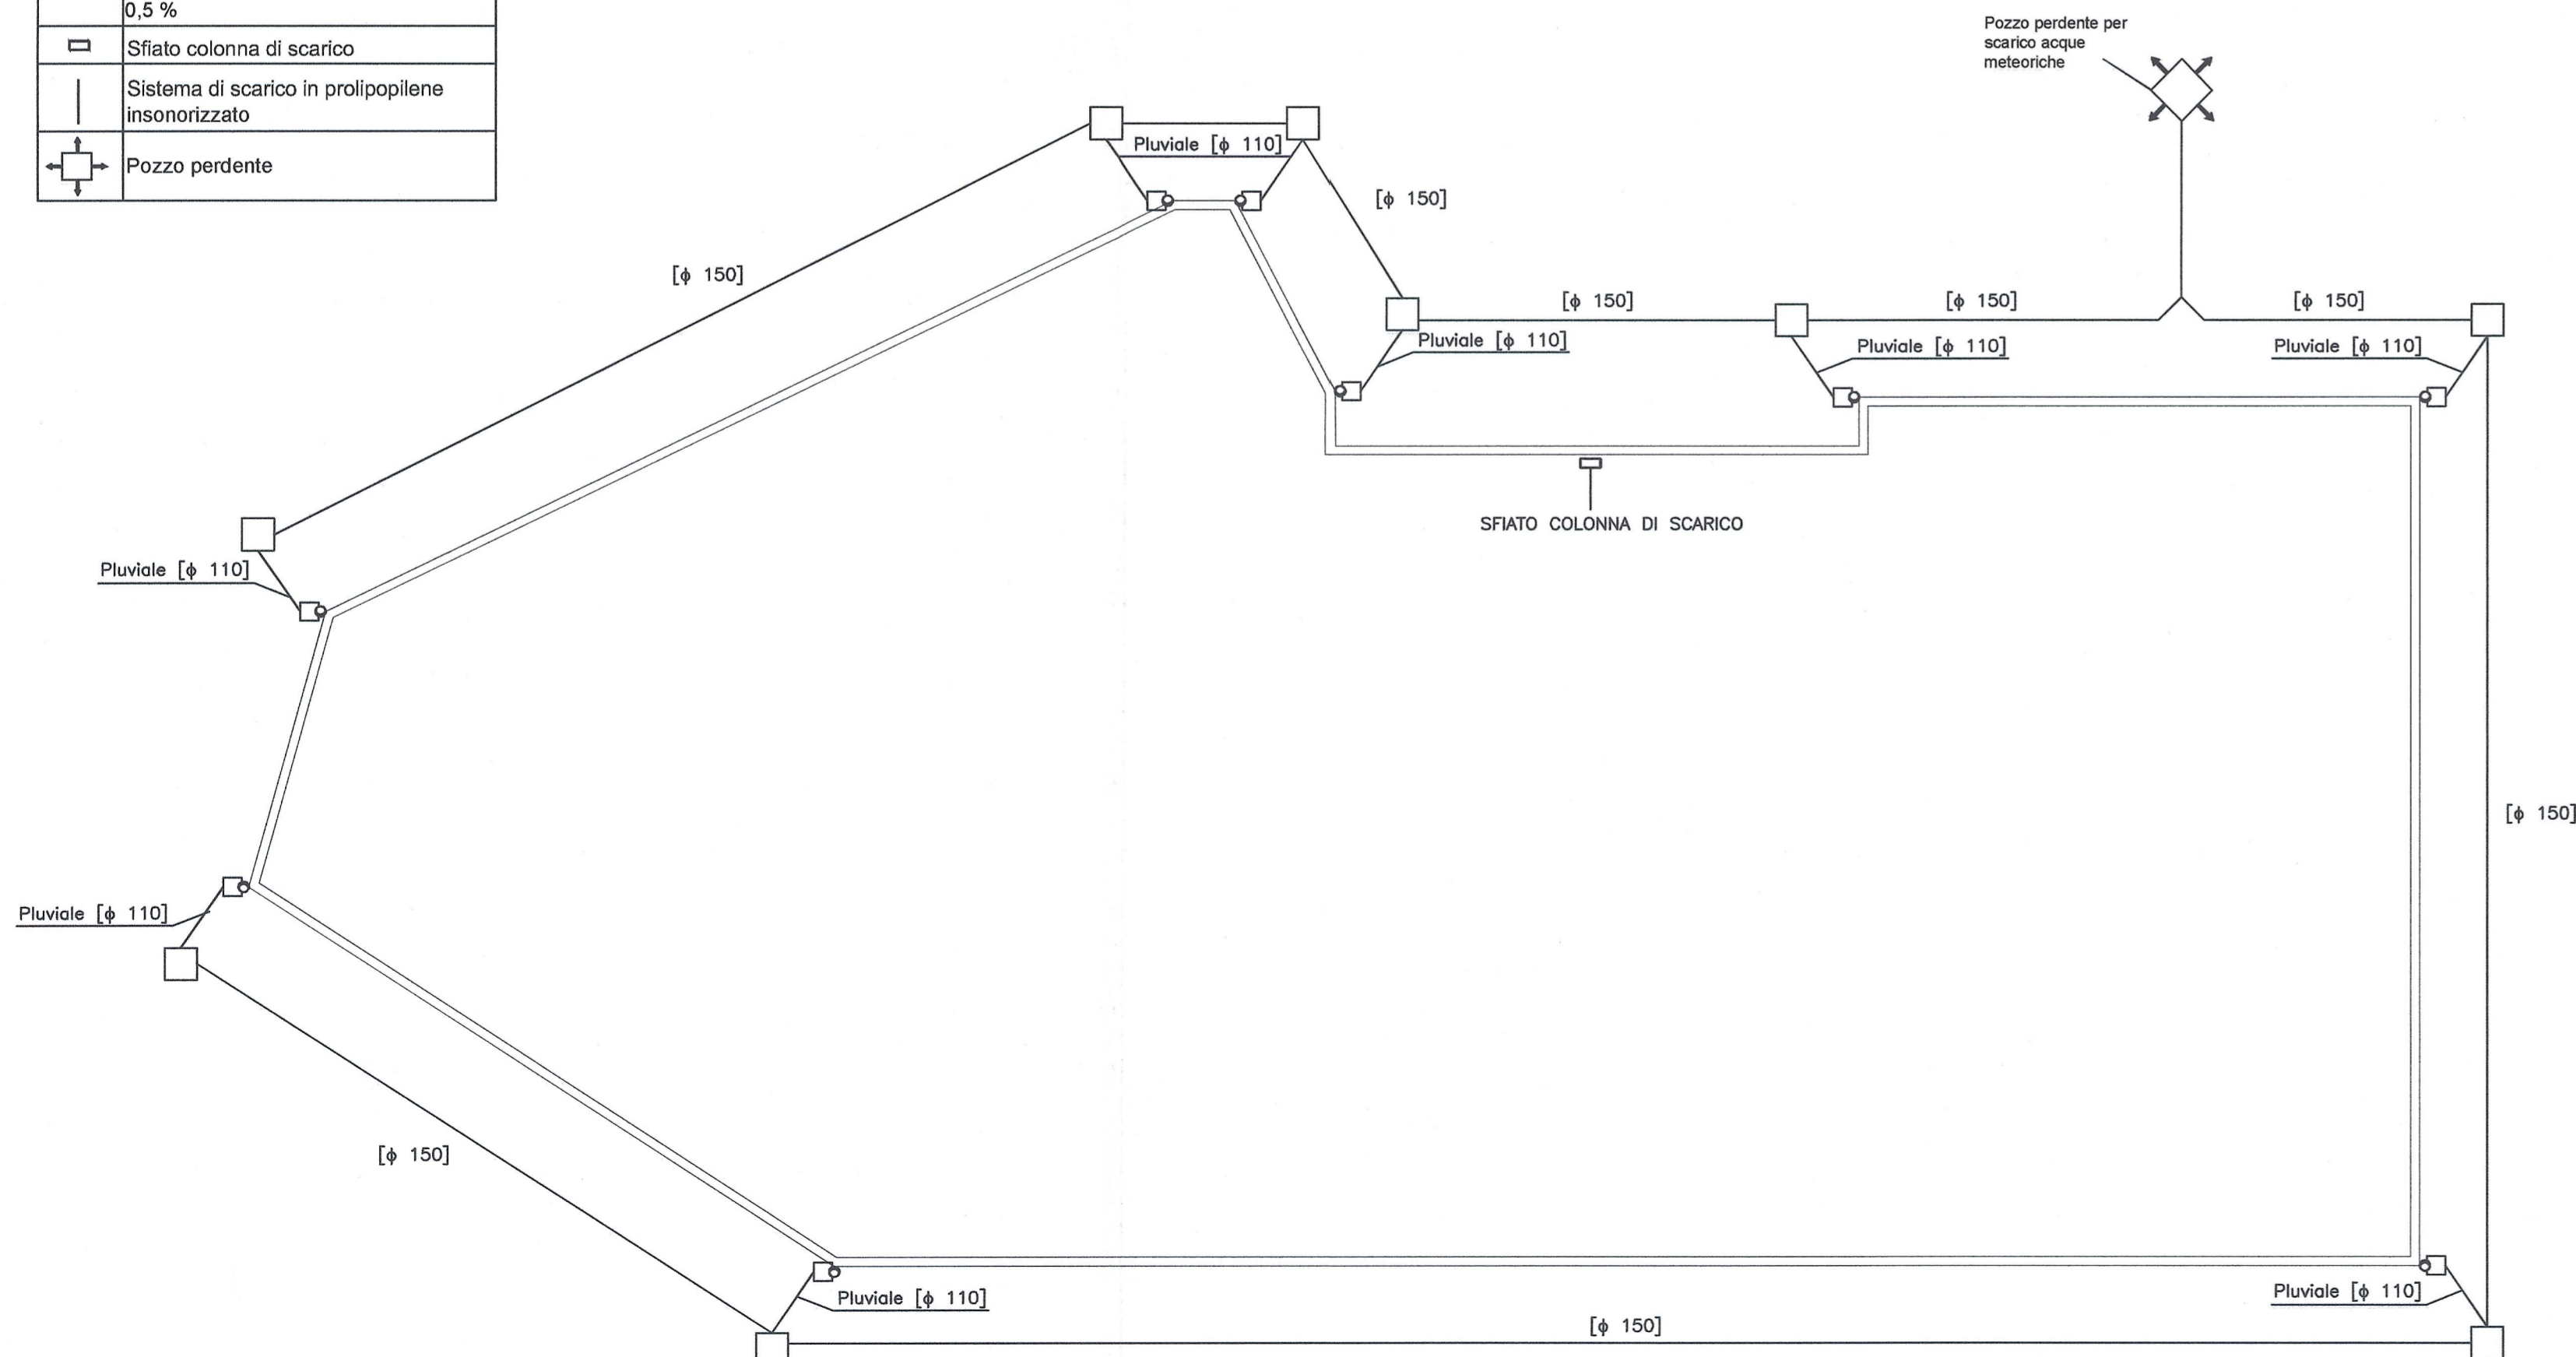 0,5 %
Sfiato colonna di scarico
Sistema di scarico in prolipopilene
insonorizzato
Pozzo perdente
Pozzo perdente per
scarico acque
meteoriche
Pluviale [ϕ 110]
[ϕ 150]
[ϕ 150]
[ϕ 150]
[ϕ 150]
[ϕ 150]
Pluviale [ϕ 110]
Pluviale [ϕ 110]
Pluviale [ϕ 110]
SFIATO COLONNA DI SCARICO
Pluviale [ϕ 110]
[ϕ 150]
Pluviale [ϕ 110]
[ϕ 150]
Pluviale [ϕ 110]
Pluviale [ϕ 110]
[ϕ 150]